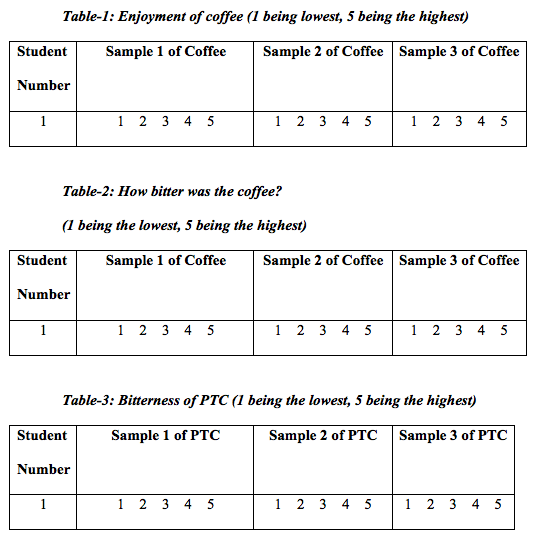 Table-1: Enjoyment of coffee (1 being lowest, 5 being the highest)
Student Number Sample 1 of Coffee Sample 2 of Coffee Sample 3 of Coffee
1 1 2 3 4 5 1 2 3 4 5 1 2 3 4 5
Table-2: How bitter was the coffee?
(1 being the lowest, 5 being the highest)
Student Number Sample 1 of Coffee Sample 2 of Coffee Sample 3 of Coffee
1 1 2 3 4 5 1 2 3 4 5 1 2 3 4 5
Table-3: Bitterness of PTC (1 being the lowest, 5 being the highest)
Student Number Sample 1 of PTC Sample 2 of PTC Sample 3 of PTC
1 1 2 3 4 5 1 2 3 4 5 1 2 3 4 5